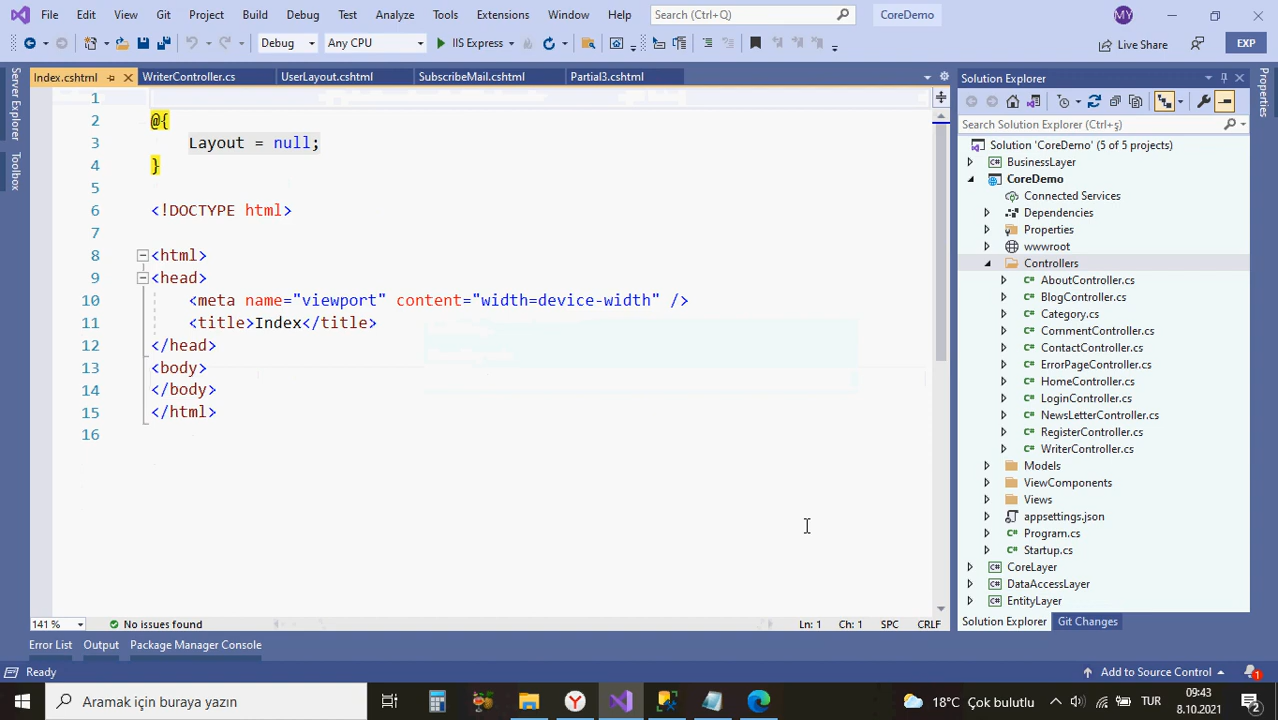 File Edit View Git Project Build Debug Test Analyze Tools Extensions Window Help Search (Ctrl+Q) CoreDemo MY
Debug Any CPU IIS Express Live Share EXP
Server Explorer
Toolbox
Index.cshtml WriterController.cs UserLayout.cshtml SubscribeMail.cshtml Partial3.cshtml
1
2 @{
3 Layout = null;
4 }
5
6 <!DOCTYPE html>
7
8 <html>
9 <head>
10 <meta name="viewport" content="width=device-width" />
11 <title>Index</title>
12 </head>
13 <body>
14 </body>
15 </html>
16
141 % No issues found Ln: 1 Ch: 1 SPC CRLF
Solution Explorer
Search Solution Explorer (Ctrl+ş)
Solution 'CoreDemo' (5 of 5 projects)
BusinessLayer
CoreDemo
Connected Services
Dependencies
Properties
wwwroot
Controllers
AboutController.cs
BlogController.cs
Category.cs
CommentController.cs
ContactController.cs
ErrorPageController.cs
HomeController.cs
LoginController.cs
NewsLetterController.cs
RegisterController.cs
WriterController.cs
Models
ViewComponents
Views
appsettings.json
Program.cs
Startup.cs
CoreLayer
DataAccessLayer
EntityLayer
Solution Explorer Git Changes
Properties
Error List Output Package Manager Console
Ready Add to Source Control 1
Aramak için buraya yazın 18°C Çok bulutlu TUR 09:43
8.10.2021 2